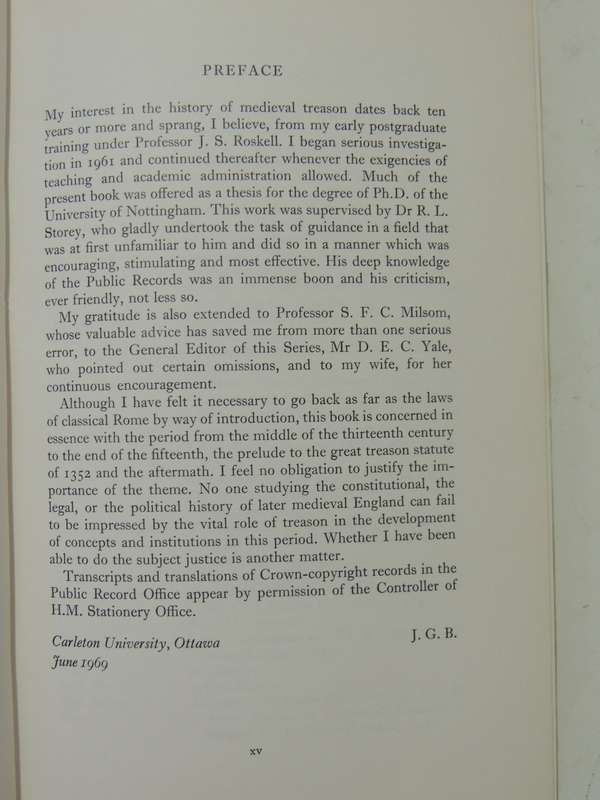 PREFACE
My interest in the history of medieval treason dates back ten
years or more and sprang, I believe, from my early postgraduate
training under Professor J. S. Roskell. I began serious investiga-
tion in 1961 and continued thereafter whenever the exigencies of
teaching and academic administration allowed. Much of the
present book was offered as a thesis for the degree of Ph.D. of the
University of Nottingham. This work was supervised by Dr R. L.
Storey, who gladly undertook the task of guidance in a field that
was at first unfamiliar to him and did so in a manner which was
encouraging, stimulating and most effective. His deep knowledge
of the Public Records was an immense boon and his criticism,
ever friendly, not less so.
My gratitude is also extended to Professor S. F. C. Milsom,
whose valuable advice has saved me from more than one serious
error, to the General Editor of this Series, Mr D. E. C. Yale,
who pointed out certain omissions, and to my wife, for her
continuous encouragement.
Although I have felt it necessary to go back as far as the laws
of classical Rome by way of introduction, this book is concerned in
essence with the period from the middle of the thirteenth century
to the end of the fifteenth, the prelude to the great treason statute
of 1352 and the aftermath. I feel no obligation to justify the im-
portance of the theme. No one studying the constitutional, the
legal, or the political history of later medieval England can fail
to be impressed by the vital role of treason in the development
of concepts and institutions in this period. Whether I have been
able to do the subject justice is another matter.
Transcripts and translations of Crown-copyright records in the
Public Record Office appear by permission of the Controller of
H.M. Stationery Office.
J. G. B.
Carleton University, Ottawa
June 1969
xv